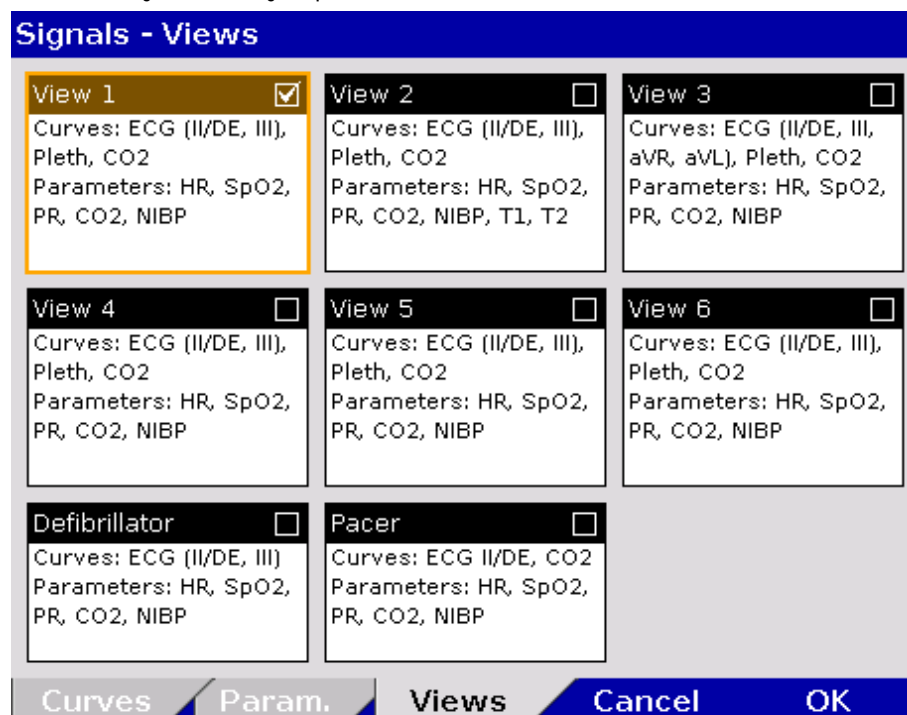 Signals - Views
View 1
Curves: ECG (II/DE, III),
Pleth, CO2
Parameters: HR, SpO2,
PR, CO2, NIBP
View 2
Curves: ECG (II/DE, III),
Pleth, CO2
Parameters: HR, SpO2,
PR, CO2, NIBP, T1, T2
View 3
Curves: ECG (II/DE, III,
aVR, aVL), Pleth, CO2
Parameters: HR, SpO2,
PR, CO2, NIBP
View 4
Curves: ECG (II/DE, III),
Pleth, CO2
Parameters: HR, SpO2,
PR, CO2, NIBP
View 5
Curves: ECG (II/DE, III),
Pleth, CO2
Parameters: HR, SpO2,
PR, CO2, NIBP
View 6
Curves: ECG (II/DE, III),
Pleth, CO2
Parameters: HR, SpO2,
PR, CO2, NIBP
Defibrillator
Curves: ECG (II/DE, III)
Parameters: HR, SpO2,
PR, CO2, NIBP
Pacer
Curves: ECG II/DE, CO2
Parameters: HR, SpO2,
PR, CO2, NIBP
Curves Param. Views Cancel OK